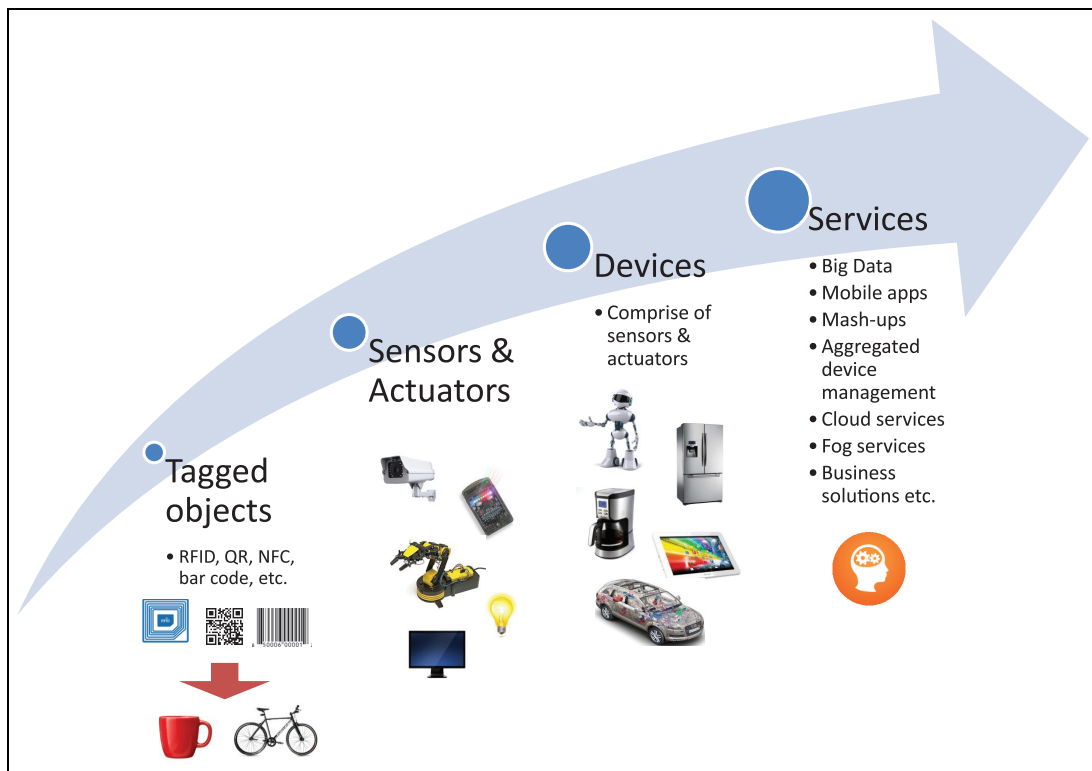 Services
• Big Data
• Mobile apps
• Mash-ups
• Aggregated
device
management
• Cloud services
• Fog services
• Business
solutions etc.
Devices
• Comprise of
sensors &
actuators
Sensors &
Actuators
Tagged
objects
• RFID, QR, NFC,
bar code, etc.